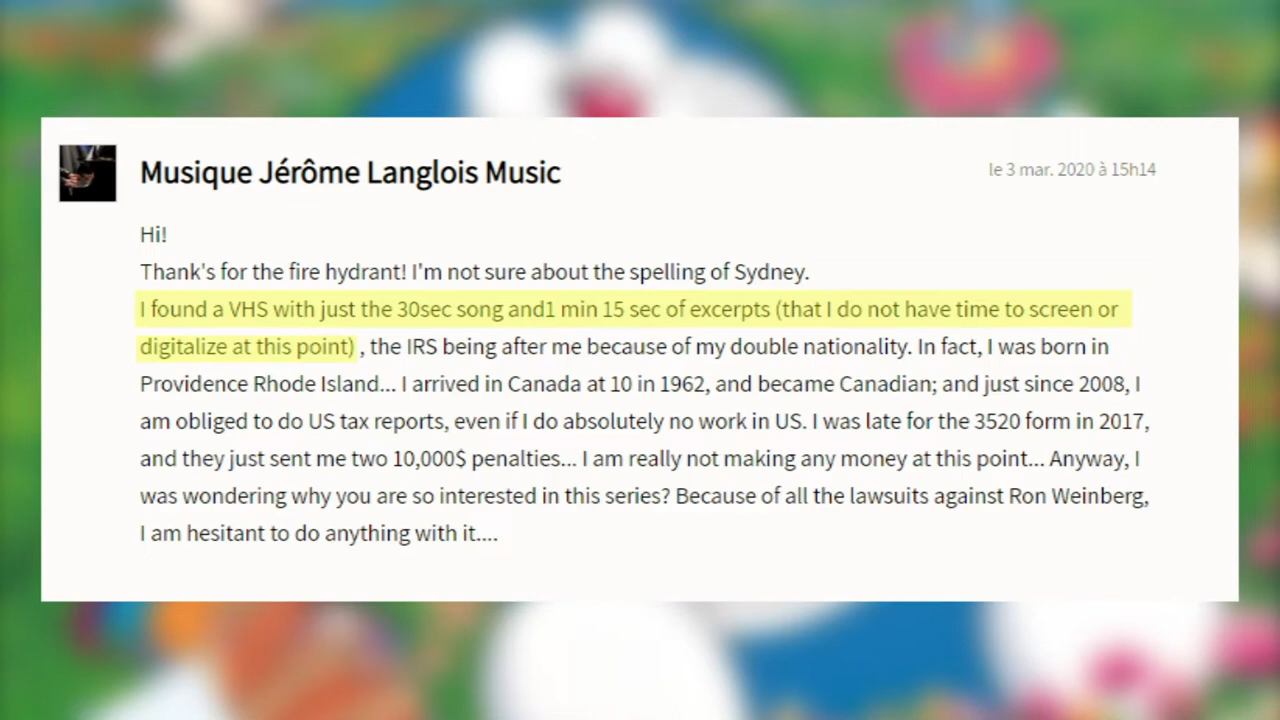 Musique Jérôme Langlois Music
le 3 mar. 2020 à 15h14
Hi!
Thank's for the fire hydrant! I'm not sure about the spelling of Sydney.
I found a VHS with just the 30sec song and1 min 15 sec of excerpts (that I do not have time to screen or
digitalize at this point) , the IRS being after me because of my double nationality. In fact, I was born in
Providence Rhode Island... I arrived in Canada at 10 in 1962, and became Canadian; and just since 2008, I
am obliged to do US tax reports, even if I do absolutely no work in US. I was late for the 3520 form in 2017,
and they just sent me two 10,000$ penalties... I am really not making any money at this point... Anyway, I
was wondering why you are so interested in this series? Because of all the lawsuits against Ron Weinberg,
I am hesitant to do anything with it....